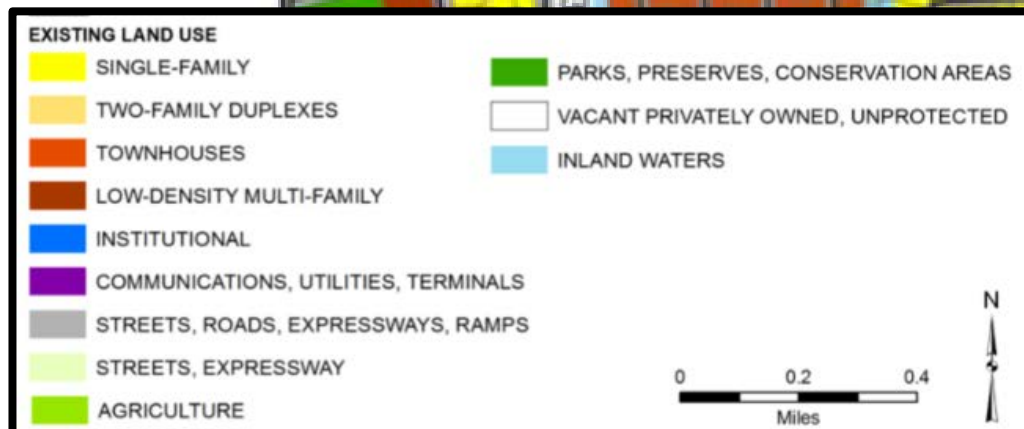 EXISTING LAND USE
SINGLE-FAMILY
TWO-FAMILY DUPLEXES
TOWNHOUSES
LOW-DENSITY MULTI-FAMILY
INSTITUTIONAL
COMMUNICATIONS, UTILITIES, TERMINALS
STREETS, ROADS, EXPRESSWAYS, RAMPS
STREETS, EXPRESSWAY
AGRICULTURE
PARKS, PRESERVES, CONSERVATION AREAS
VACANT PRIVATELY OWNED, UNPROTECTED
INLAND WATERS
N
0 0.2 0.4
Miles